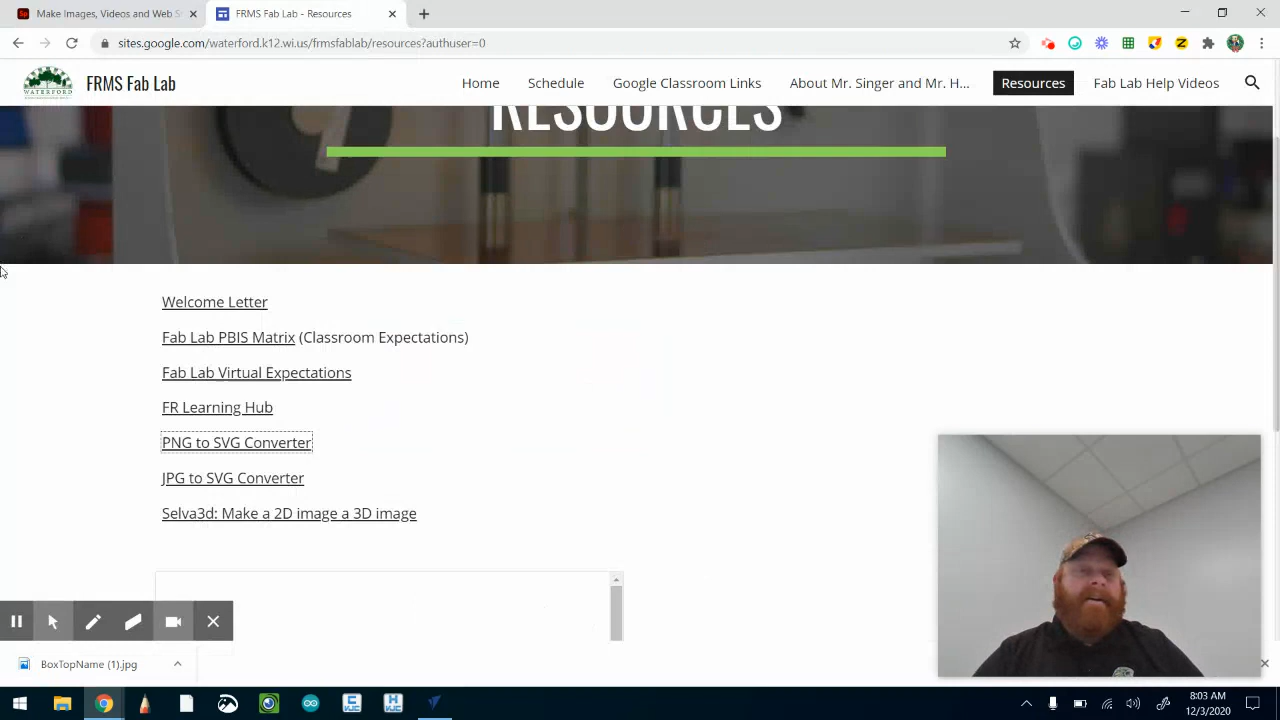 Make Images, Videos and Web S
FRMS Fab Lab - Resources
sites.google.com/waterford.k12.wi.us/frmsfablab/resources?authuser=0
WATERFORD
FRMS Fab Lab
Home
Schedule
Google Classroom Links
About Mr. Singer and Mr. H...
Resources
Fab Lab Help Videos
RESOURCES
Welcome Letter
Fab Lab PBIS Matrix (Classroom Expectations)
Fab Lab Virtual Expectations
FR Learning Hub
PNG to SVG Converter
JPG to SVG Converter
Selva3d: Make a 2D image a 3D image
BoxTopName (1).jpg
8:03 AM
12/3/2020